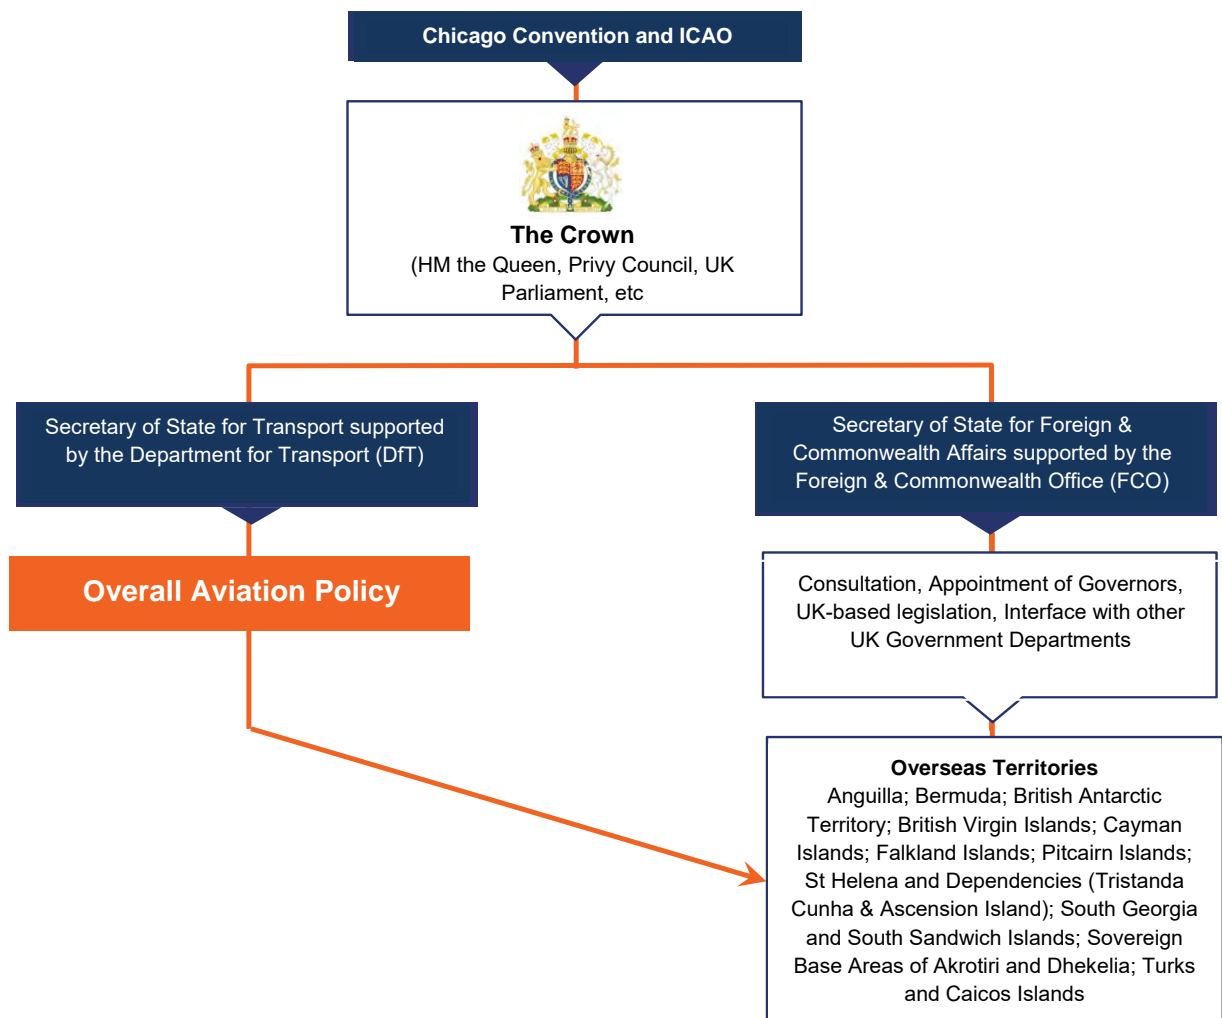 Chicago Convention and ICAO
The Crown
(HM the Queen, Privy Council, UK
Parliament, etc
Secretary of State for Transport supported
by the Department for Transport (DfT)
Secretary of State for Foreign &
Commonwealth Affairs supported by the
Foreign & Commonwealth Office (FCO)
Overall Aviation Policy
Consultation, Appointment of Governors,
UK-based legislation, Interface with other
UK Government Departments
Overseas Territories
Anguilla; Bermuda; British Antarctic
Territory; British Virgin Islands; Cayman
Islands; Falkland Islands; Pitcairn Islands;
St Helena and Dependencies (Tristanda
Cunha & Ascension Island); South Georgia
and South Sandwich Islands; Sovereign
Base Areas of Akrotiri and Dhekelia; Turks
and Caicos Islands